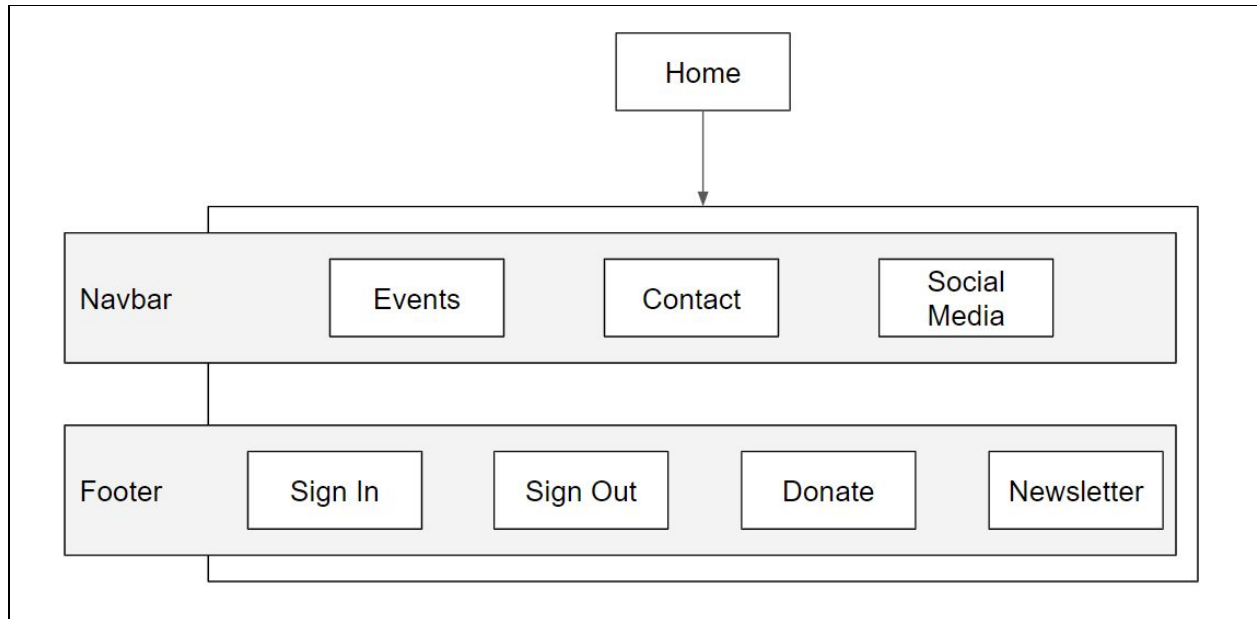 Home
Navbar
Events
Contact
Social
Media
Footer
Sign In
Sign Out
Donate
Newsletter